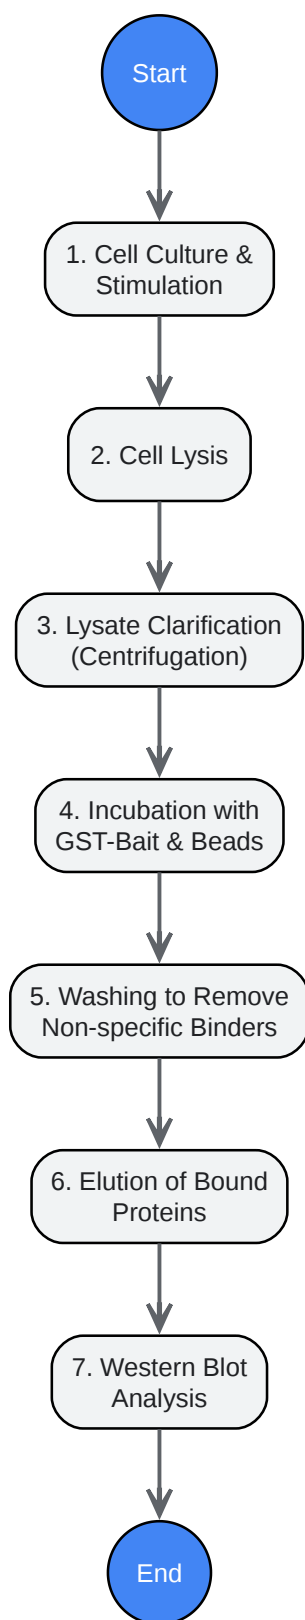 Start
1. Cell Culture &
Stimulation
2. Cell Lysis
3. Lysate Clarification
(Centrifugation)
4. Incubation with
GST-Bait & Beads
5. Washing to Remove
Non-specific Binders
6. Elution of Bound
Proteins
7. Western Blot
Analysis
End